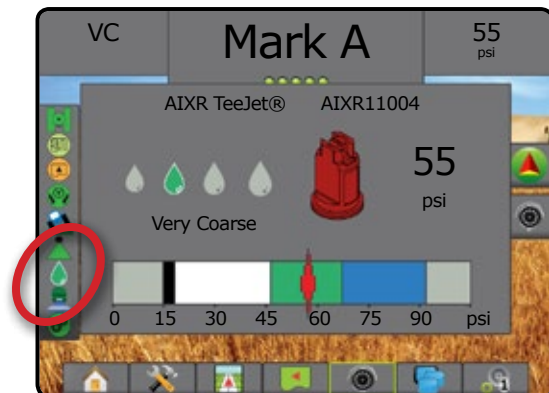 VC
Mark A
55
psi
AIXR TeeJet® AIXR11004
55
psi
Very Coarse
0 15 30 45 60 75 90 psi
1